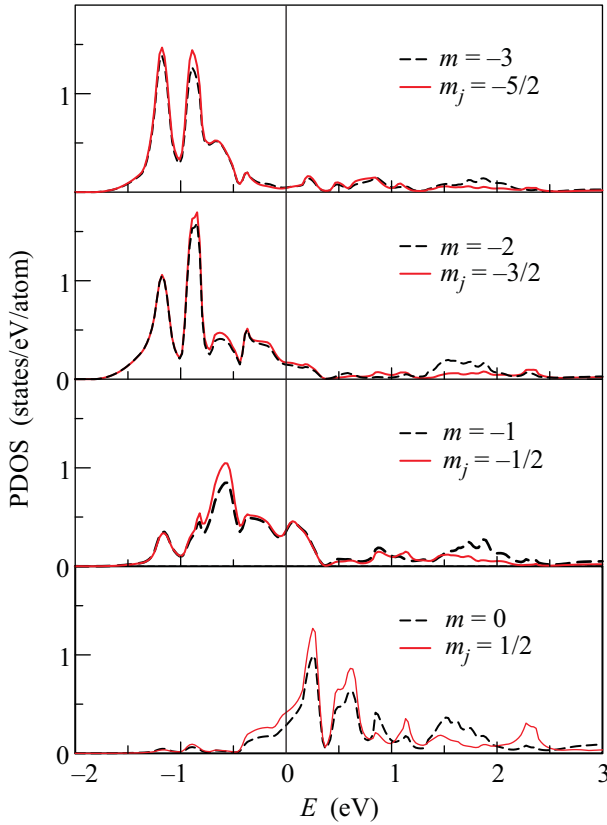 m = –3
m_j = –5/2
1
m = –2
m_j = –3/2
1
0
m = –1
m_j = –1/2
1
0
m = 0
m_j = 1/2
1
0
–2 –1 0 1 2 3
E (eV)
PDOS (states/eV/atom)